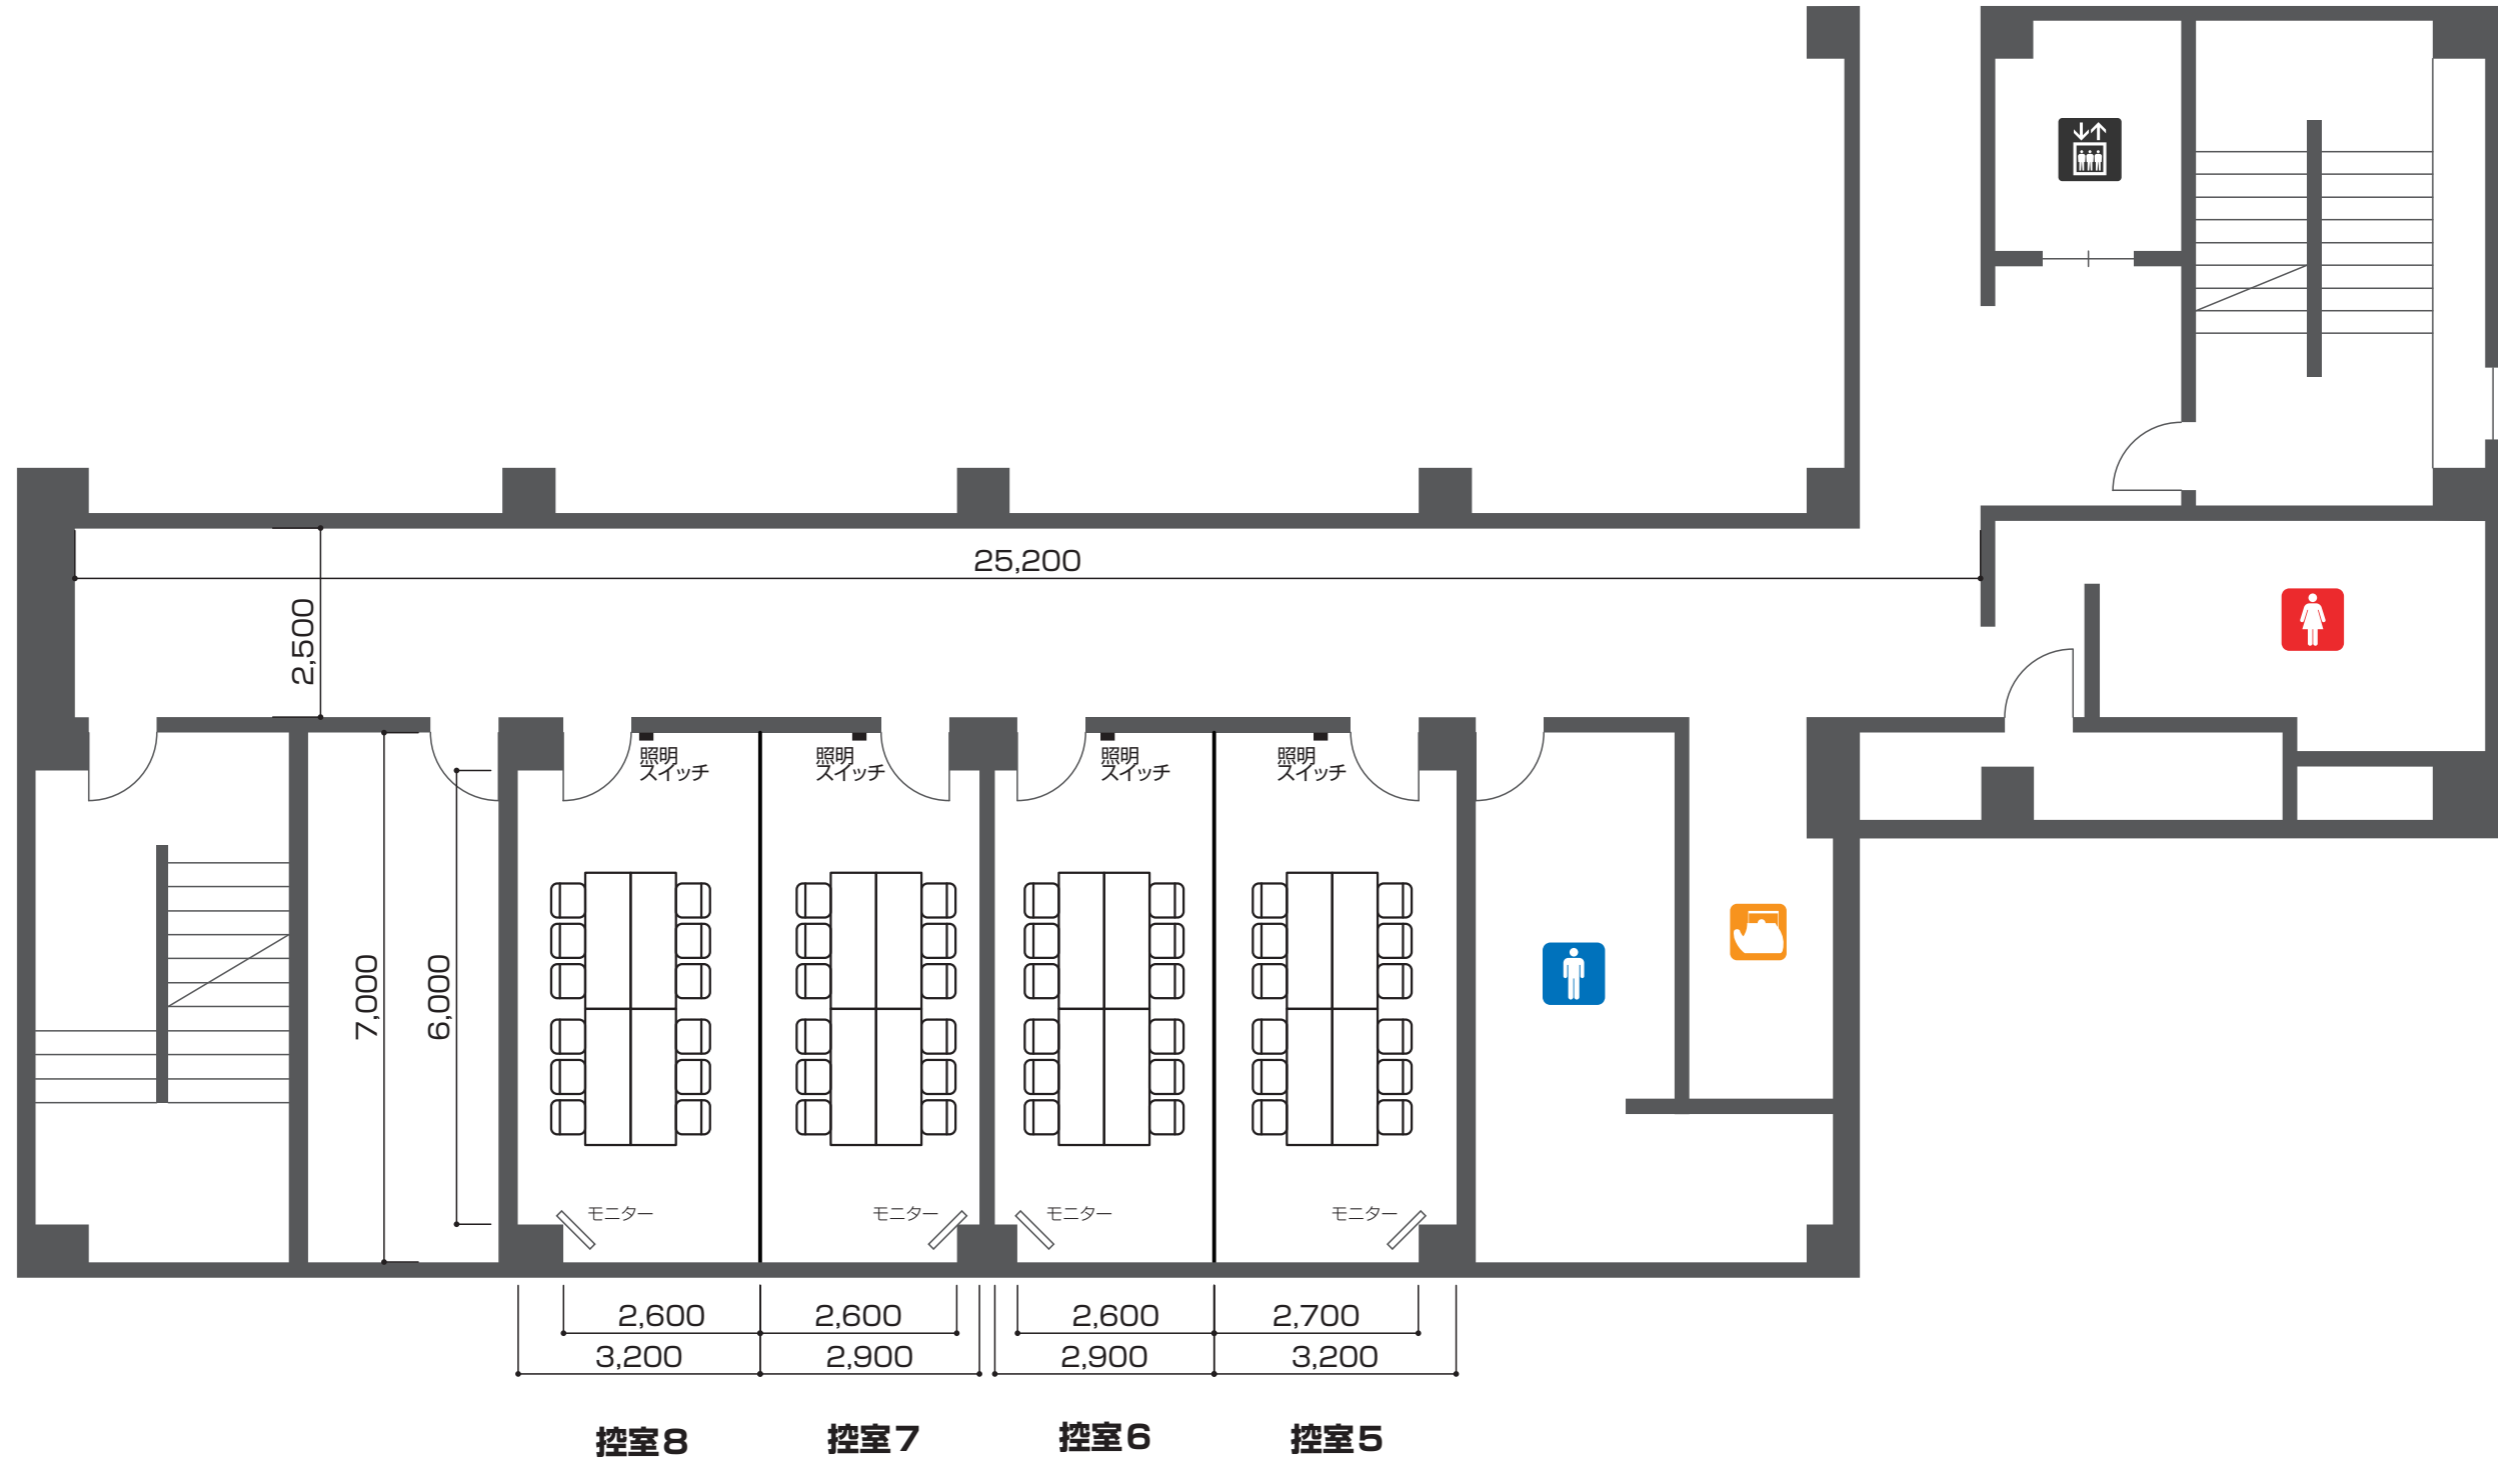 25,200
2,500
照明
スイッチ
照明
スイッチ
照明
スイッチ
照明
スイッチ
7,000
6,000
モニター
モニター
モニター
モニター
2,600
2,600
2,600
2,700
3,200
2,900
2,900
3,200
控室8
控室7
控室6
控室5